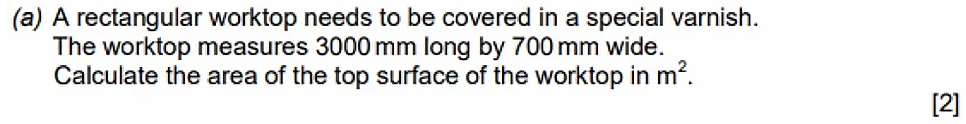 (a) A rectangular worktop needs to be covered in a special varnish.
The worktop measures 3000 mm long by 700 mm wide.
Calculate the area of the top surface of the worktop in m².
[2]